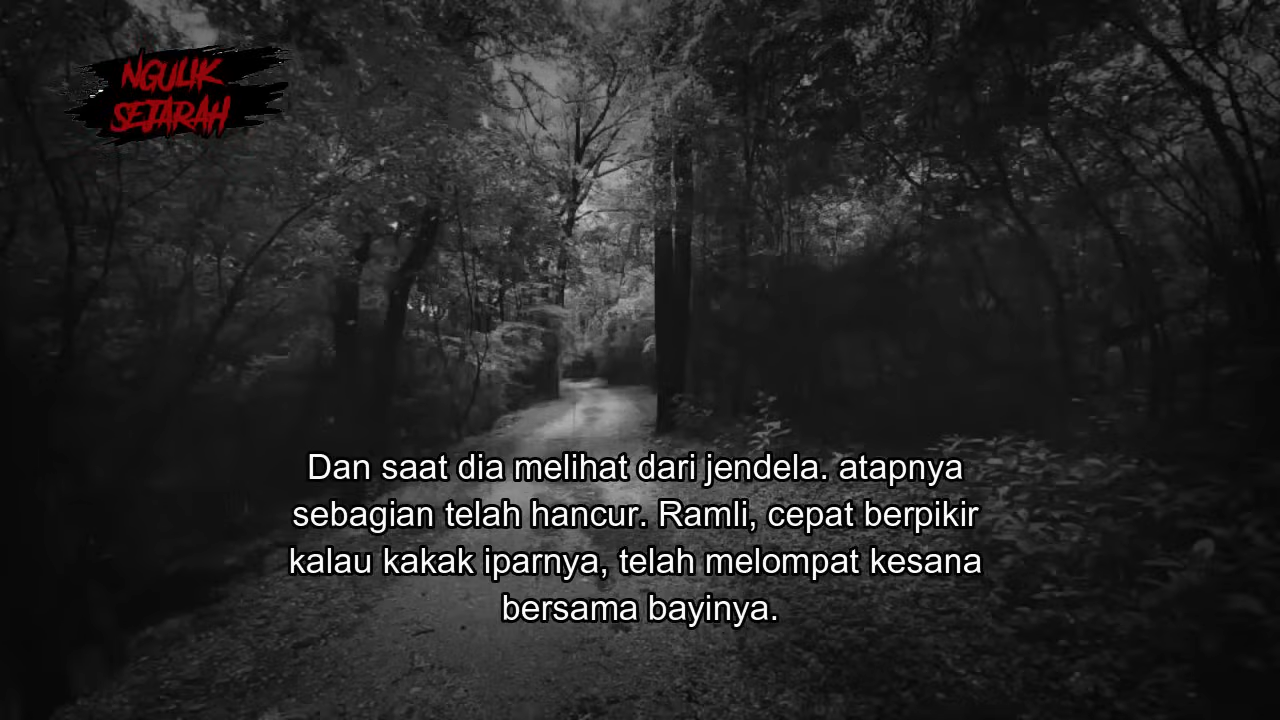 NGULIK
SEJARAH
Dan saat dia melihat dari jendela. atapnya
sebagian telah hancur. Ramli, cepat berpikir
kalau kakak iparnya, telah melompat kesana
bersama bayinya.